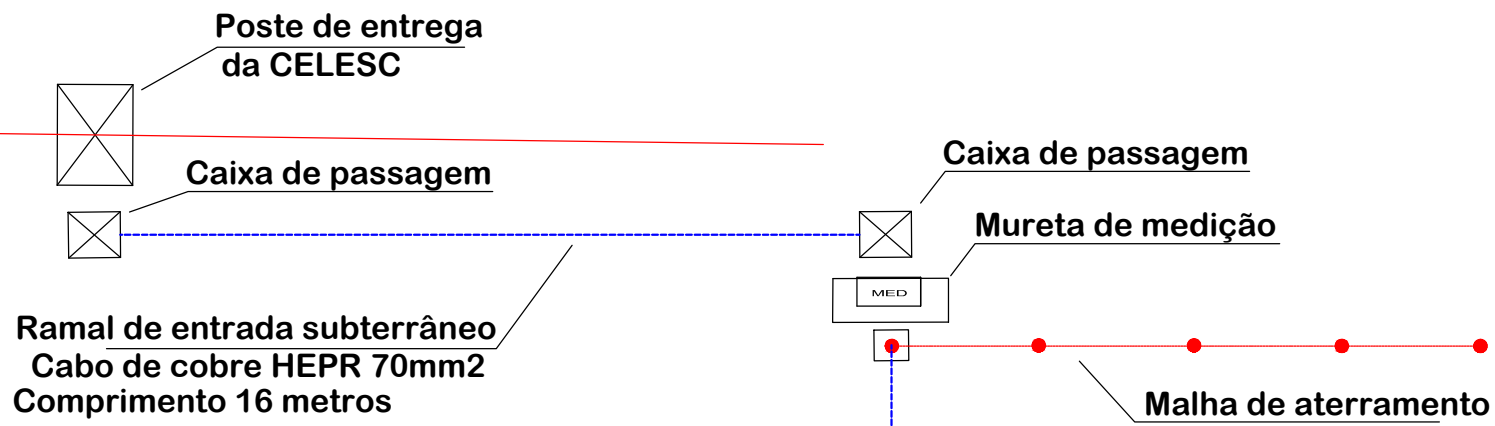 Poste de entrega
da CELESC
Caixa de passagem
Caixa de passagem
Mureta de medição
MED
Ramal de entrada subterrâneo
Cabo de cobre HEPR 70mm2
Comprimento 16 metros
Malha de aterramento